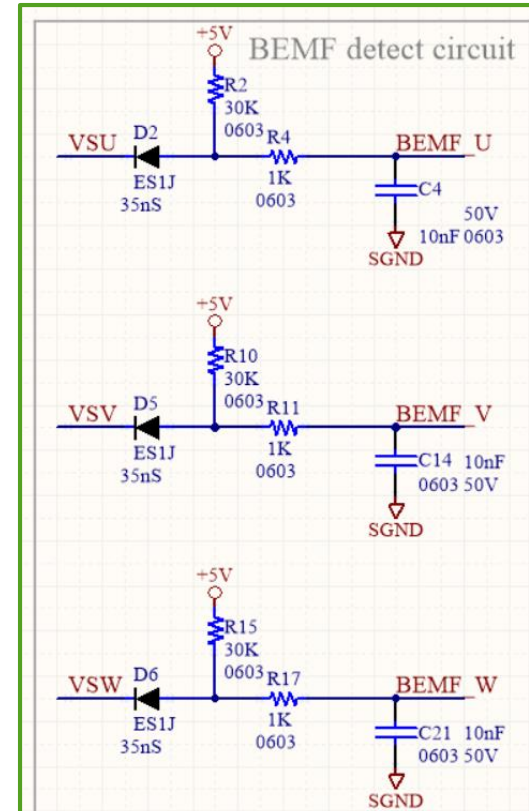 BEMF detect circuit
+5V
R2
30K
0603
VSU D2 R4 BEMF_U
ES1J 1K C4
35nS 0603 50V
10nF 0603
SGND
+5V
R10
30K
0603
VSV D5 R11 BEMF_V
ES1J 1K C14 10nF
35nS 0603 0603 50V
SGND
+5V
R15
30K
0603
VSW D6 R17 BEMF_W
ES1J 1K C21 10nF
35nS 0603 0603 50V
SGND